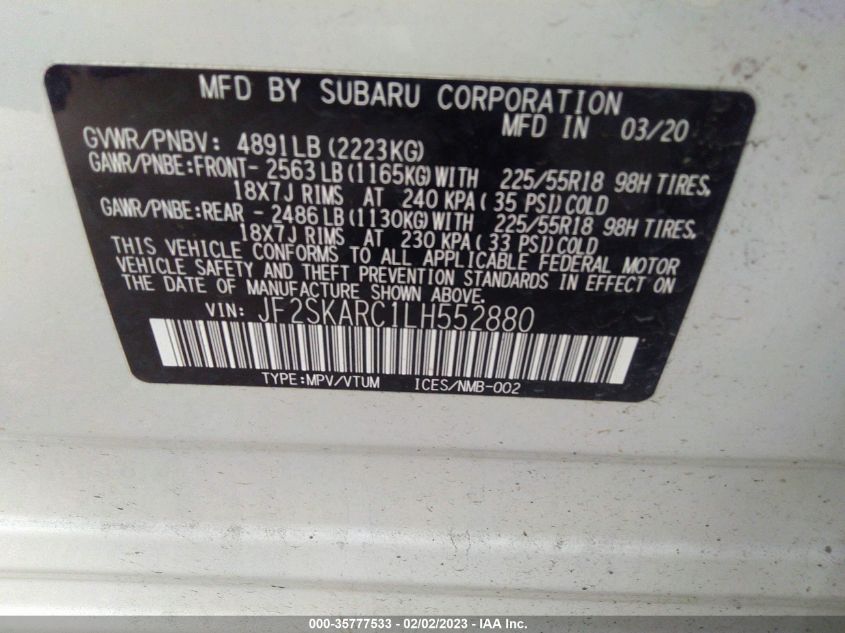 MFD BY SUBARU CORPORATION
MFD IN 03/20
GVWR/PNBV: 4891LB (2223KG)
GAWR/PNBE:FRONT- 2563LB(1165KG)WITH 225/55R18 98H TIRES,
18X7J RIMS AT 240 KPA( 35 PSI)COLD
GAWR/PNBE:REAR - 2486LB(1130KG)WITH 225/55R18 98H TIRES,
18X7J RIMS AT 230 KPA( 33 PSI)COLD
THIS VEHICLE CONFORMS TO ALL APPLICABLE FEDERAL MOTOR
VEHICLE SAFETY AND THEFT PREVENTION STANDARDS IN EFFECT ON
THE DATE OF MANUFACTURE SHOWN ABOVE.
VIN: JF2SKARC1LH552880
TYPE:MPV/VTUM ICES/NMB-002
000-35777533 - 02/02/2023 - IAA Inc.